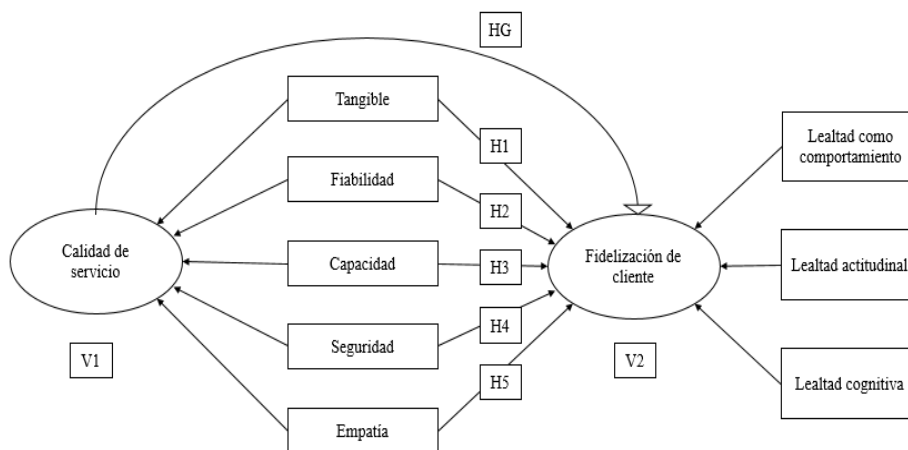 HG
Tangible
H1
Lealtad como
comportamiento
Fiabilidad
H2
Calidad de
servicio
Capacidad
H3
Fidelización de
cliente
Lealtad actitudinal
Seguridad
H4
V1
V2
H5
Lealtad cognitiva
Empatía